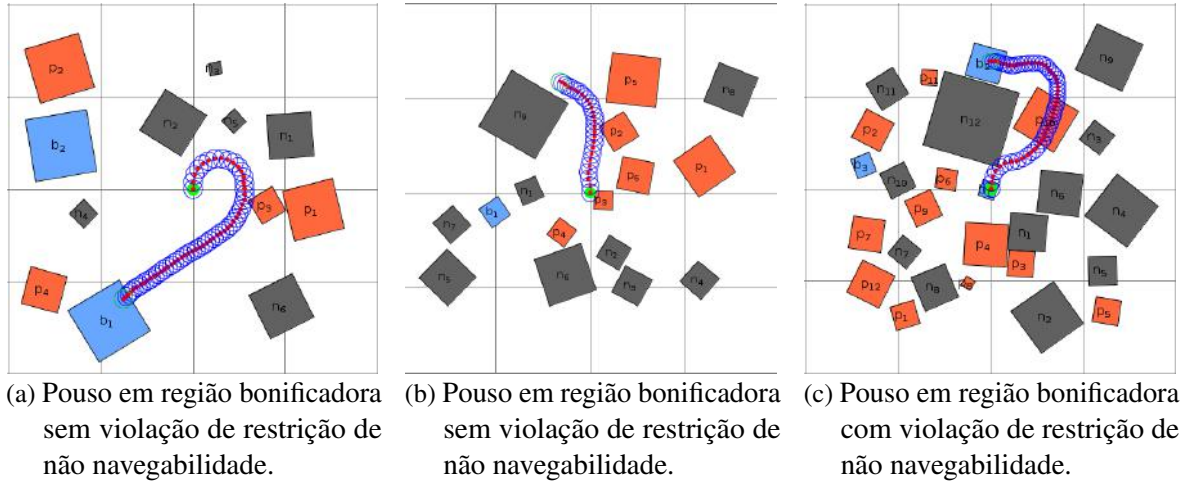 p₂
b₂
n₂
n₃
n₅
n₁
n₄
p₃
p₁
p₄
b₁
n₆
n₉
p₅
n₈
p₂
p₁
p₆
n₁
p₃
b₁
n₇
p₄
n₅
n₆
n₂
n₃
n₄
n₉
n₁₁
p₁₁
n₁₂
p₂
n₃
b₃
n₁₀
p₆
n₆
n₄
p₉
p₇
n₇
p₄
n₁
p₃
n₅
p₁₂
n₈
p₁
n₂
p₅
(a) Pouso em região bonificadora
sem violação de restrição de
não navegabilidade.
(b) Pouso em região bonificadora
sem violação de restrição de
não navegabilidade.
(c) Pouso em região bonificadora
com violação de restrição de
não navegabilidade.